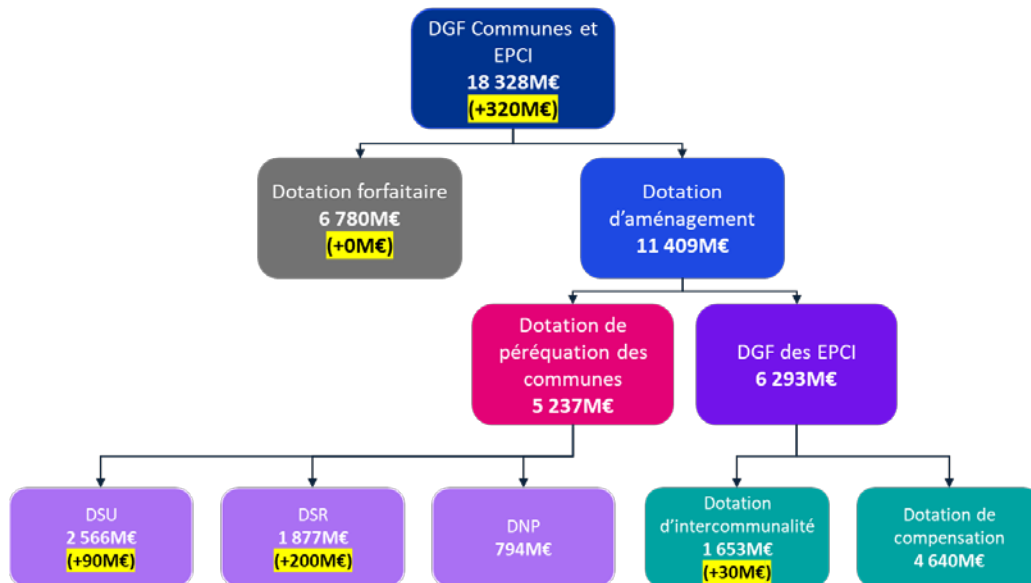 DGF Communes et
EPCI
18 328M€
(+320M€)
Dotation forfaitaire
6 780M€
(+0M€)
Dotation
d’aménagement
11 409M€
Dotation de
péréquation des
communes
5 237M€
DGF des EPCI
6 293M€
DSU
2 566M€
(+90M€)
DSR
1 877M€
(+200M€)
DNP
794M€
Dotation
d’intercommunalité
1 653M€
(+30M€)
Dotation de
compensation
4 640M€